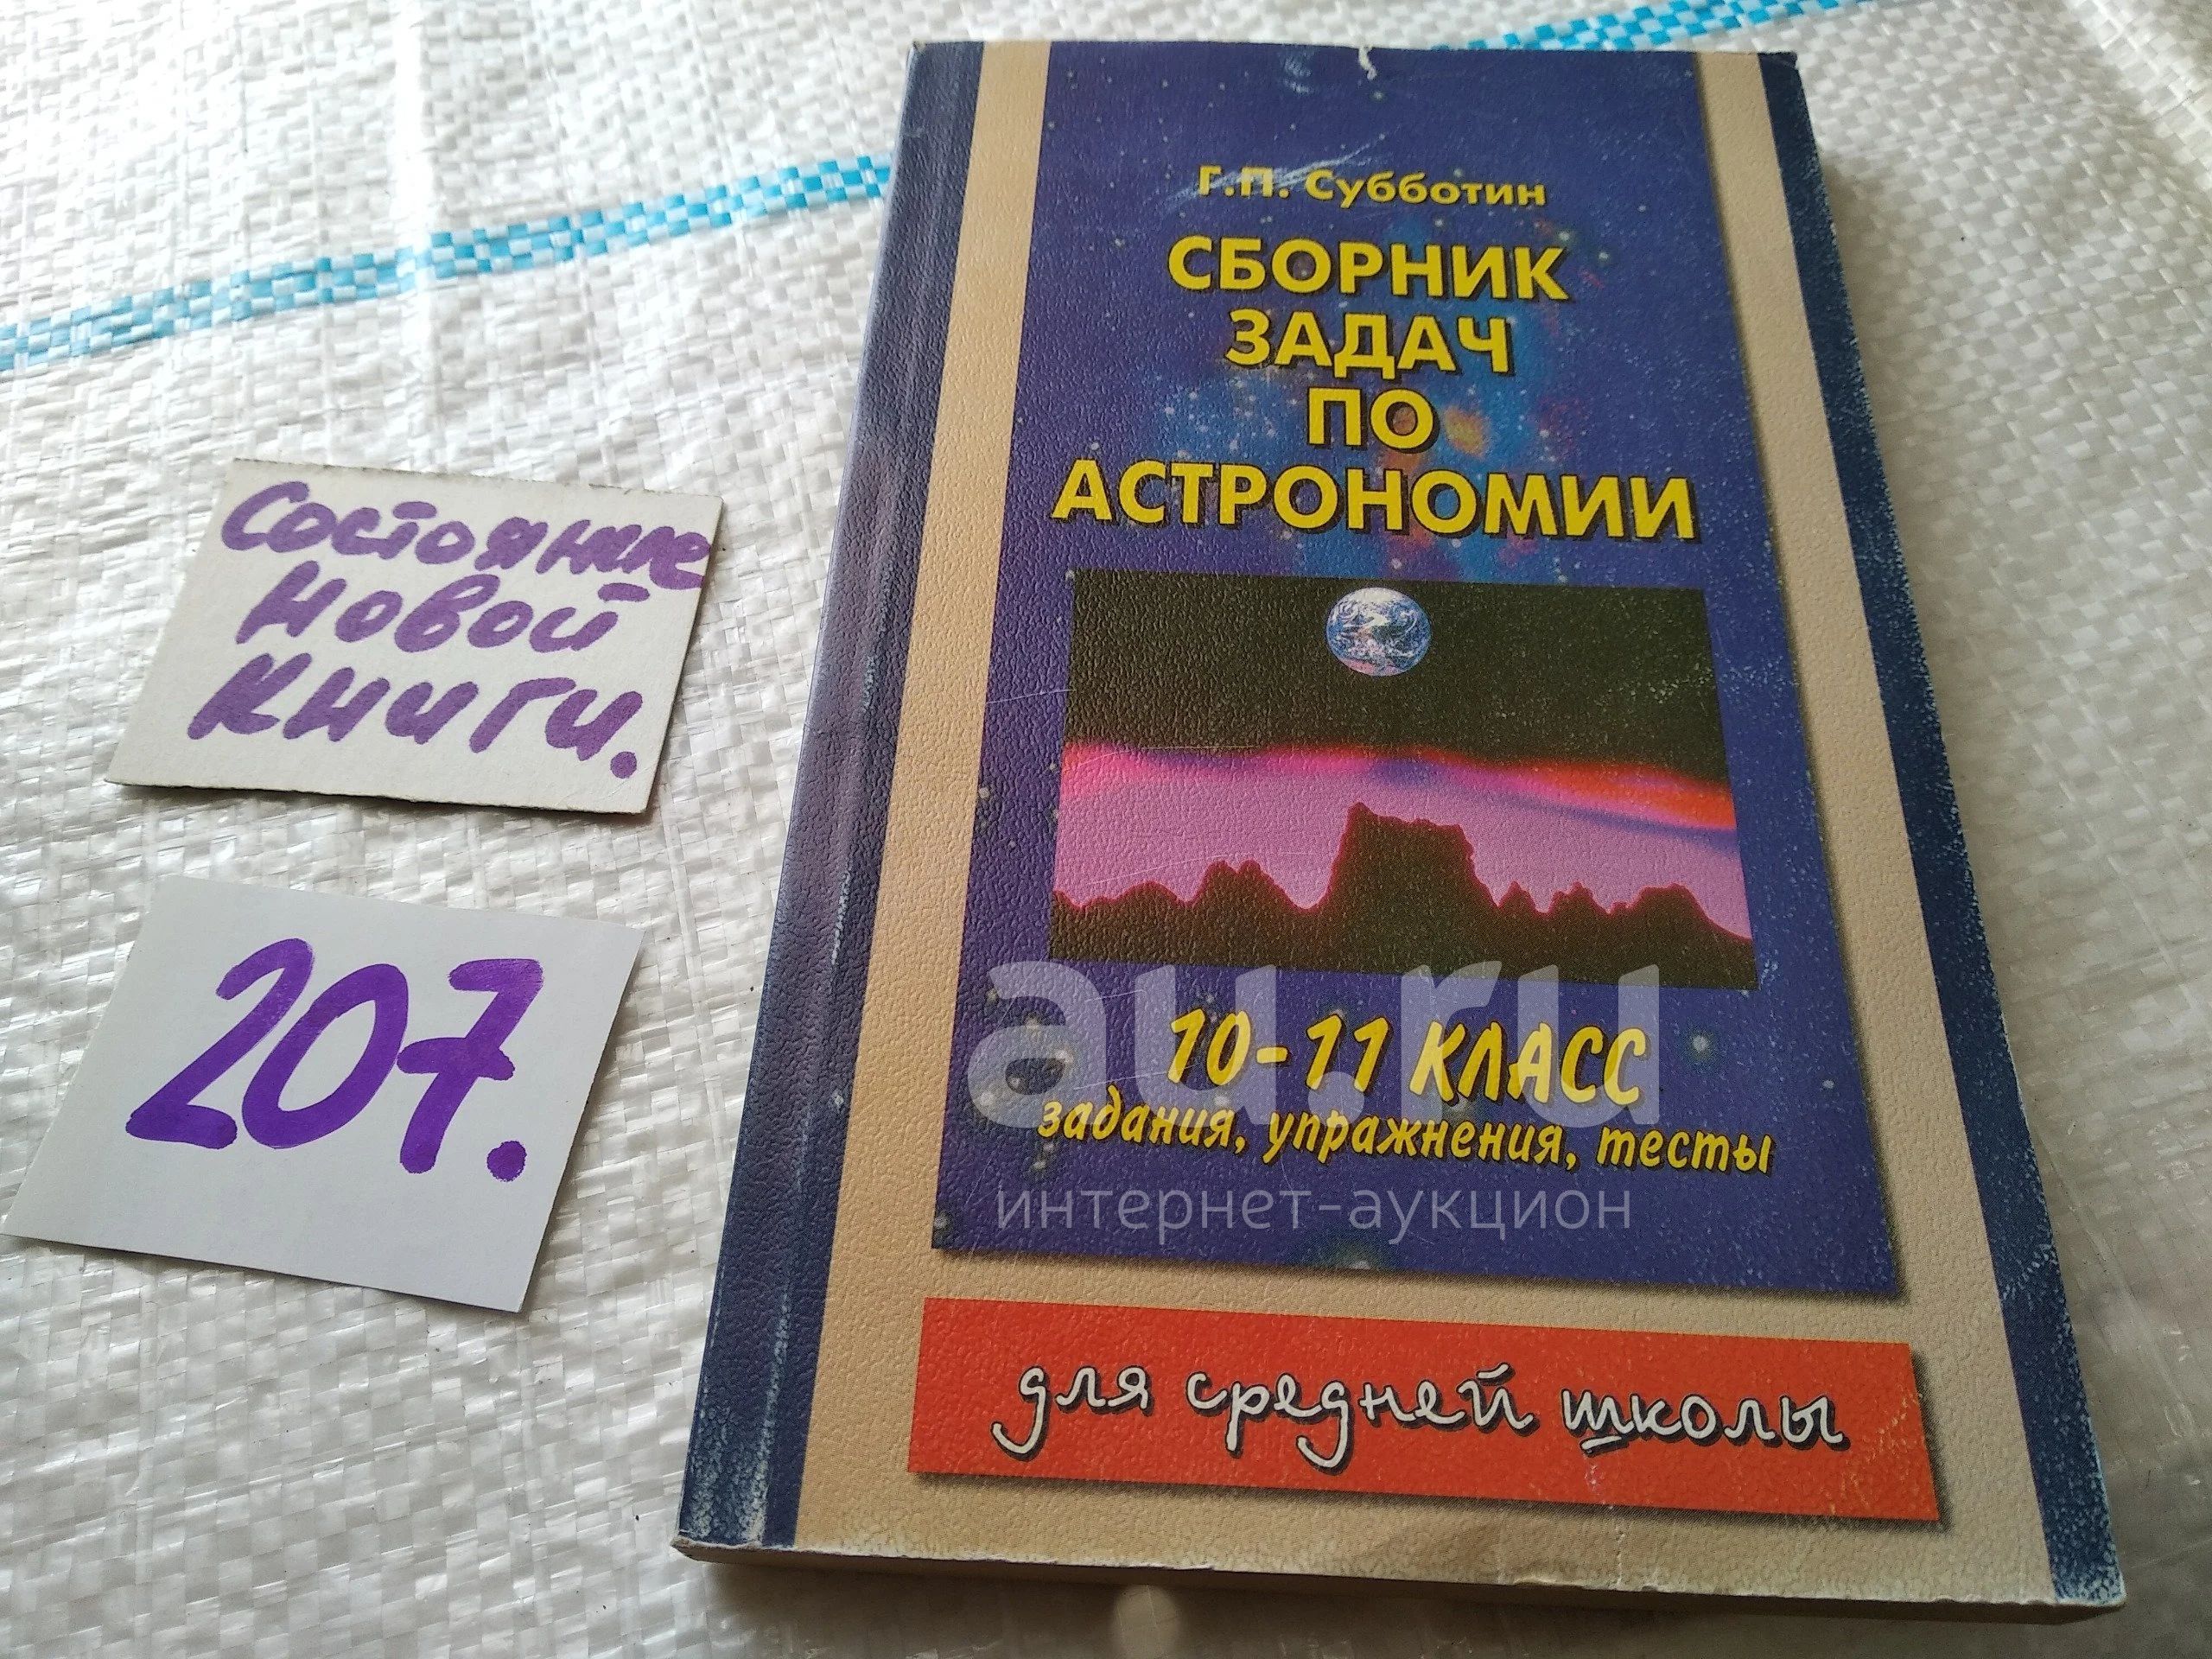 Состояние
новой
книги.
207.
Г.П. Субботин
СБОРНИК
ЗАДАЧ
ПО
АСТРОНОМИИ
10-11 КЛАСС
задания, упражнения, тесты
для средней школы
au.ru
интернет-аукцион